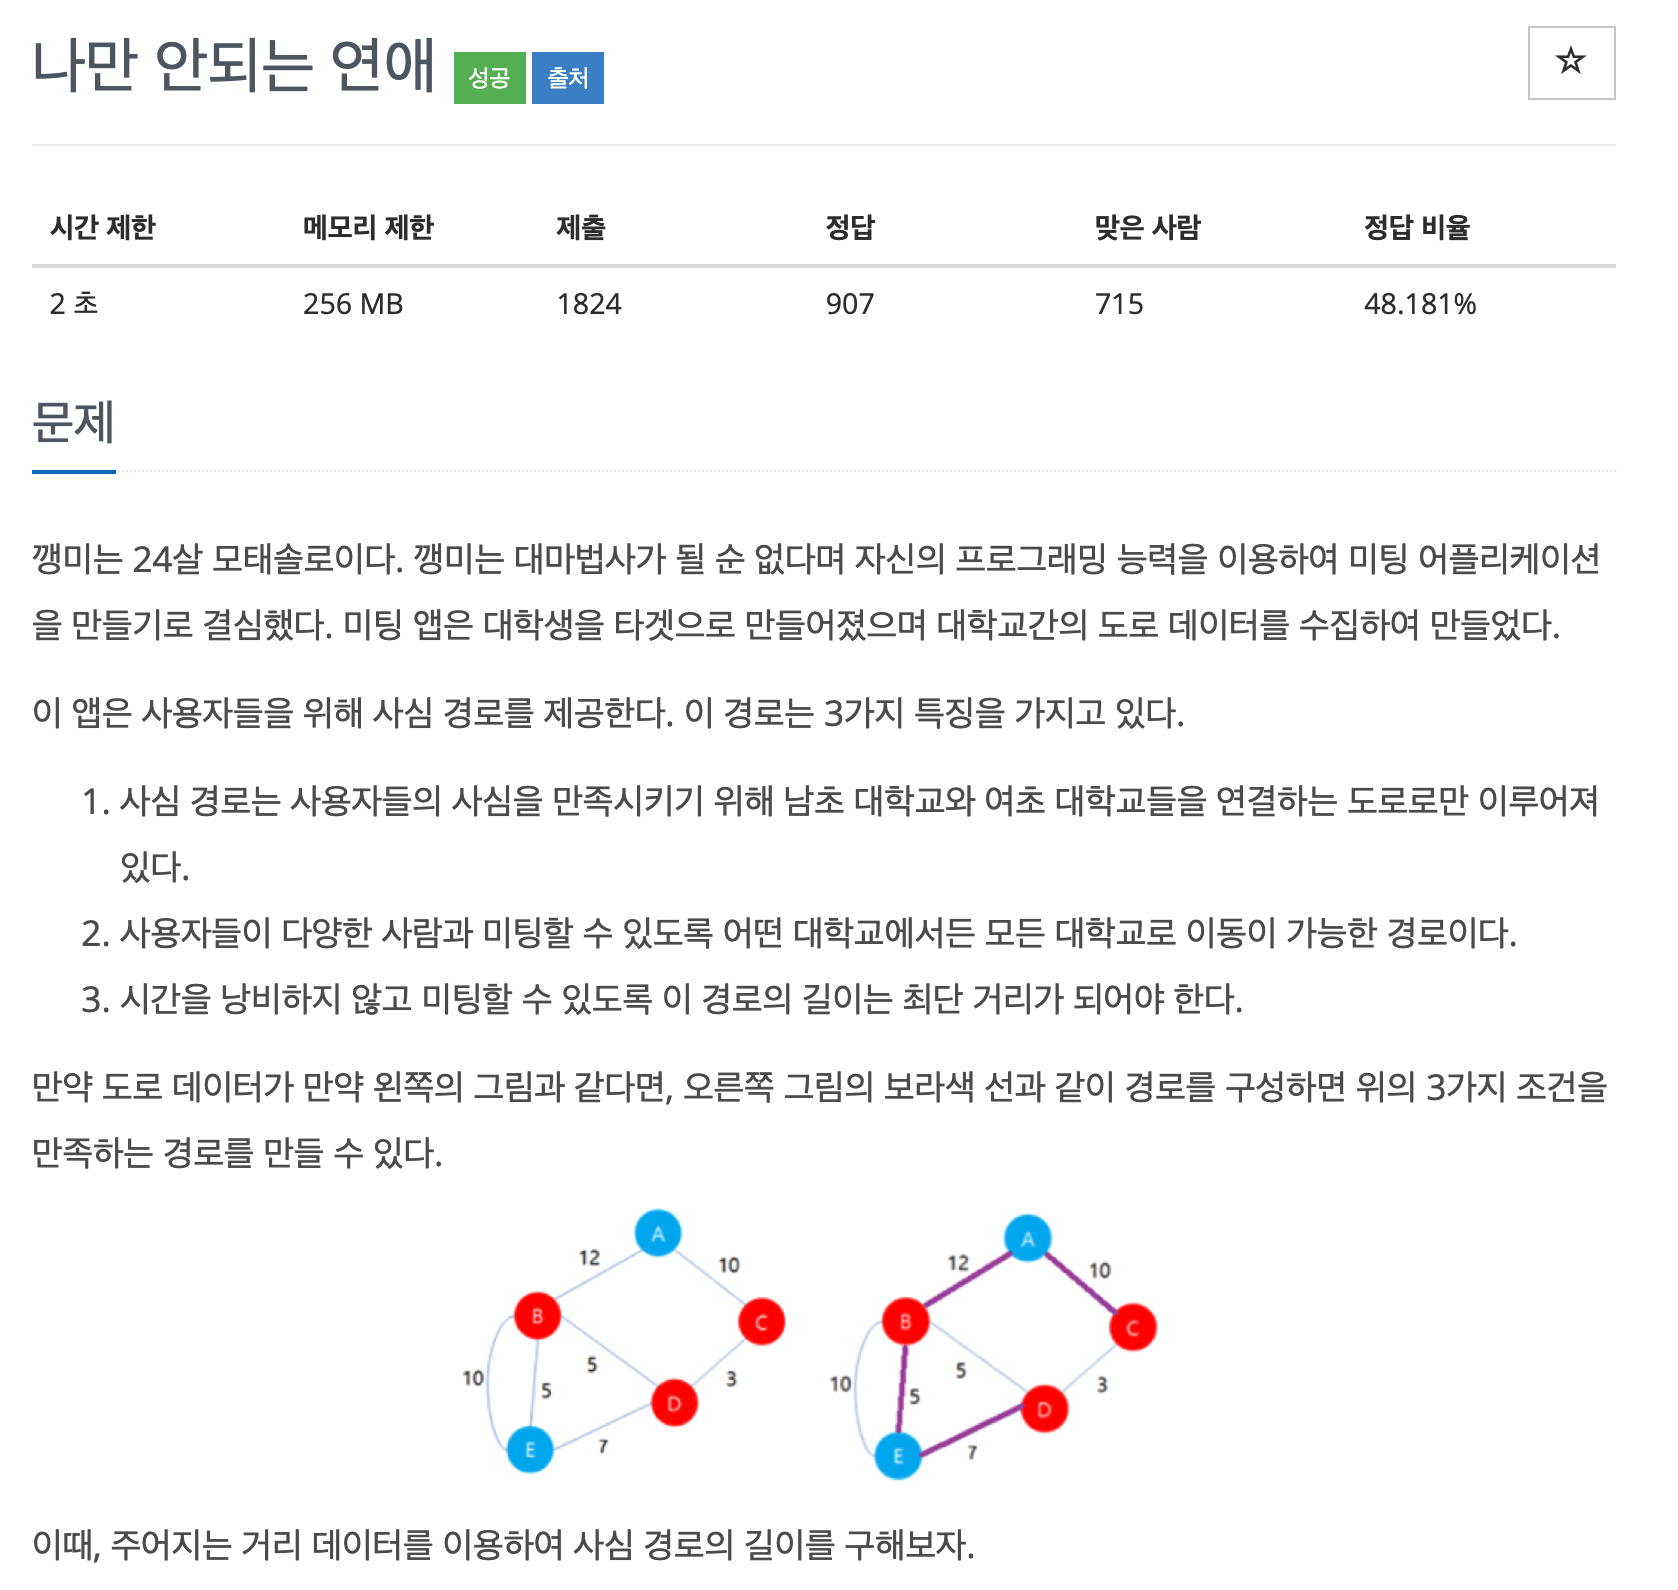 나만 안되는 연애 성공 출처 ☆
시간 제한 메모리 제한 제출 정답 맞은 사람 정답 비율
2 초 256 MB 1824 907 715 48.181%
문제
깽미는 24살 모태솔로이다. 깽미는 대마법사가 될 순 없다며 자신의 프로그래밍 능력을 이용하여 미팅 어플리케이션
을 만들기로 결심했다. 미팅 앱은 대학생을 타겟으로 만들어졌으며 대학교간의 도로 데이터를 수집하여 만들었다.
이 앱은 사용자들을 위해 사심 경로를 제공한다. 이 경로는 3가지 특징을 가지고 있다.
1. 사심 경로는 사용자들의 사심을 만족시키기 위해 남초 대학교와 여초 대학교들을 연결하는 도로로만 이루어져
있다.
2. 사용자들이 다양한 사람과 미팅할 수 있도록 어떤 대학교에서든 모든 대학교로 이동이 가능한 경로이다.
3. 시간을 낭비하지 않고 미팅할 수 있도록 이 경로의 길이는 최단 거리가 되어야 한다.
만약 도로 데이터가 만약 왼쪽의 그림과 같다면, 오른쪽 그림의 보라색 선과 같이 경로를 구성하면 위의 3가지 조건을
만족하는 경로를 만들 수 있다.
A
12
10
B
C
5
3
10
5
D
7
E
A
12
10
B
C
5
3
10
5
D
7
E
이때, 주어지는 거리 데이터를 이용하여 사심 경로의 길이를 구해보자.